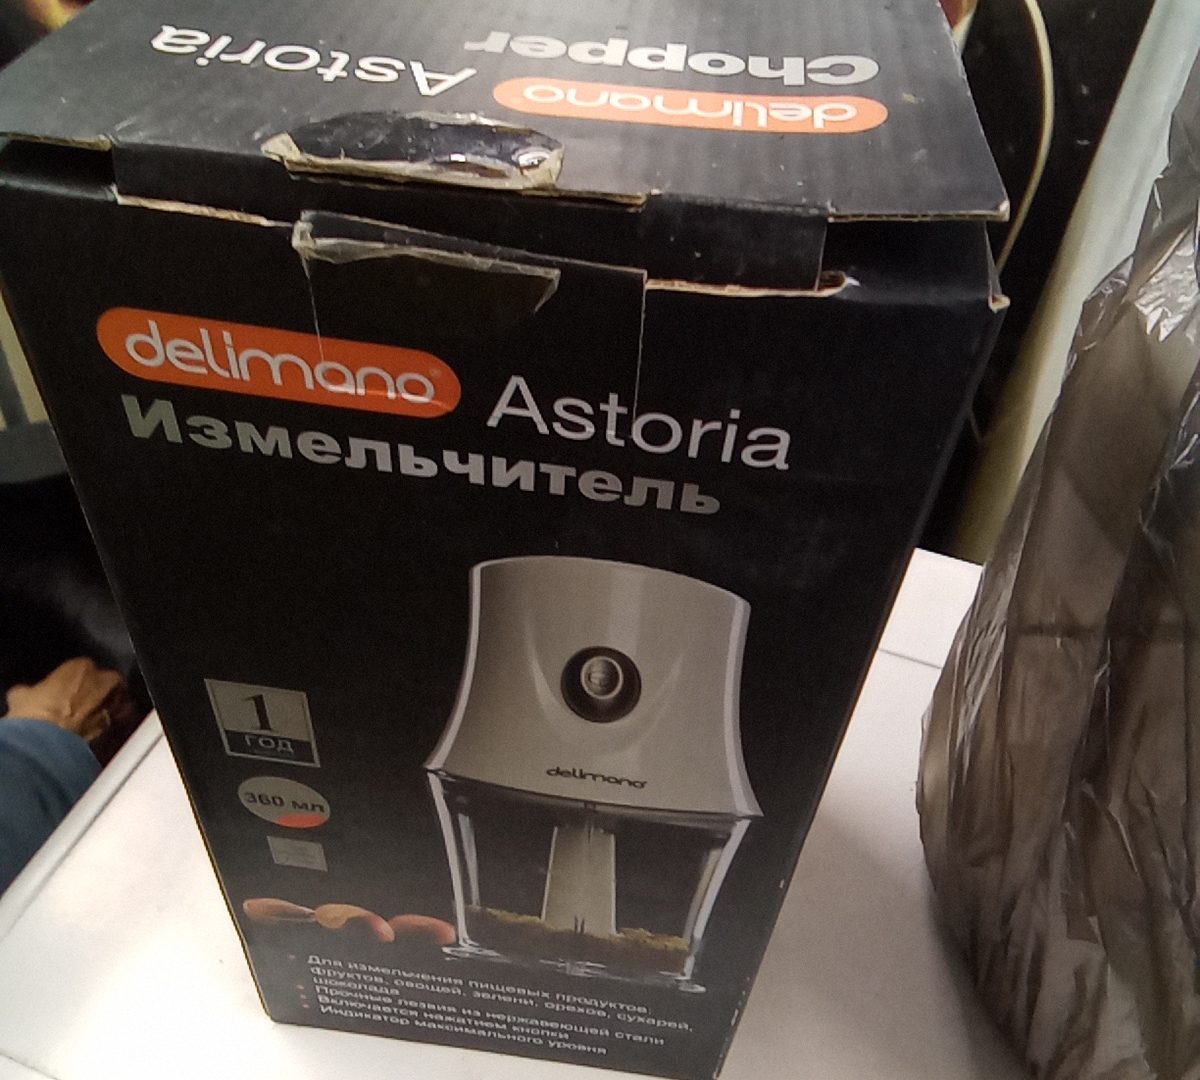 Chopper
delimano Astoria
delimano Astoria
Измельчитель
1
ГОД
360 мл
delimano
Для измельчения пищевых продуктов:
фруктов, овощей, зелени, орехов, сухарей,
шоколада
Прочные лезвия из нержавеющей стали
Включается нажатием кнопки
Индикатор максимального уровня